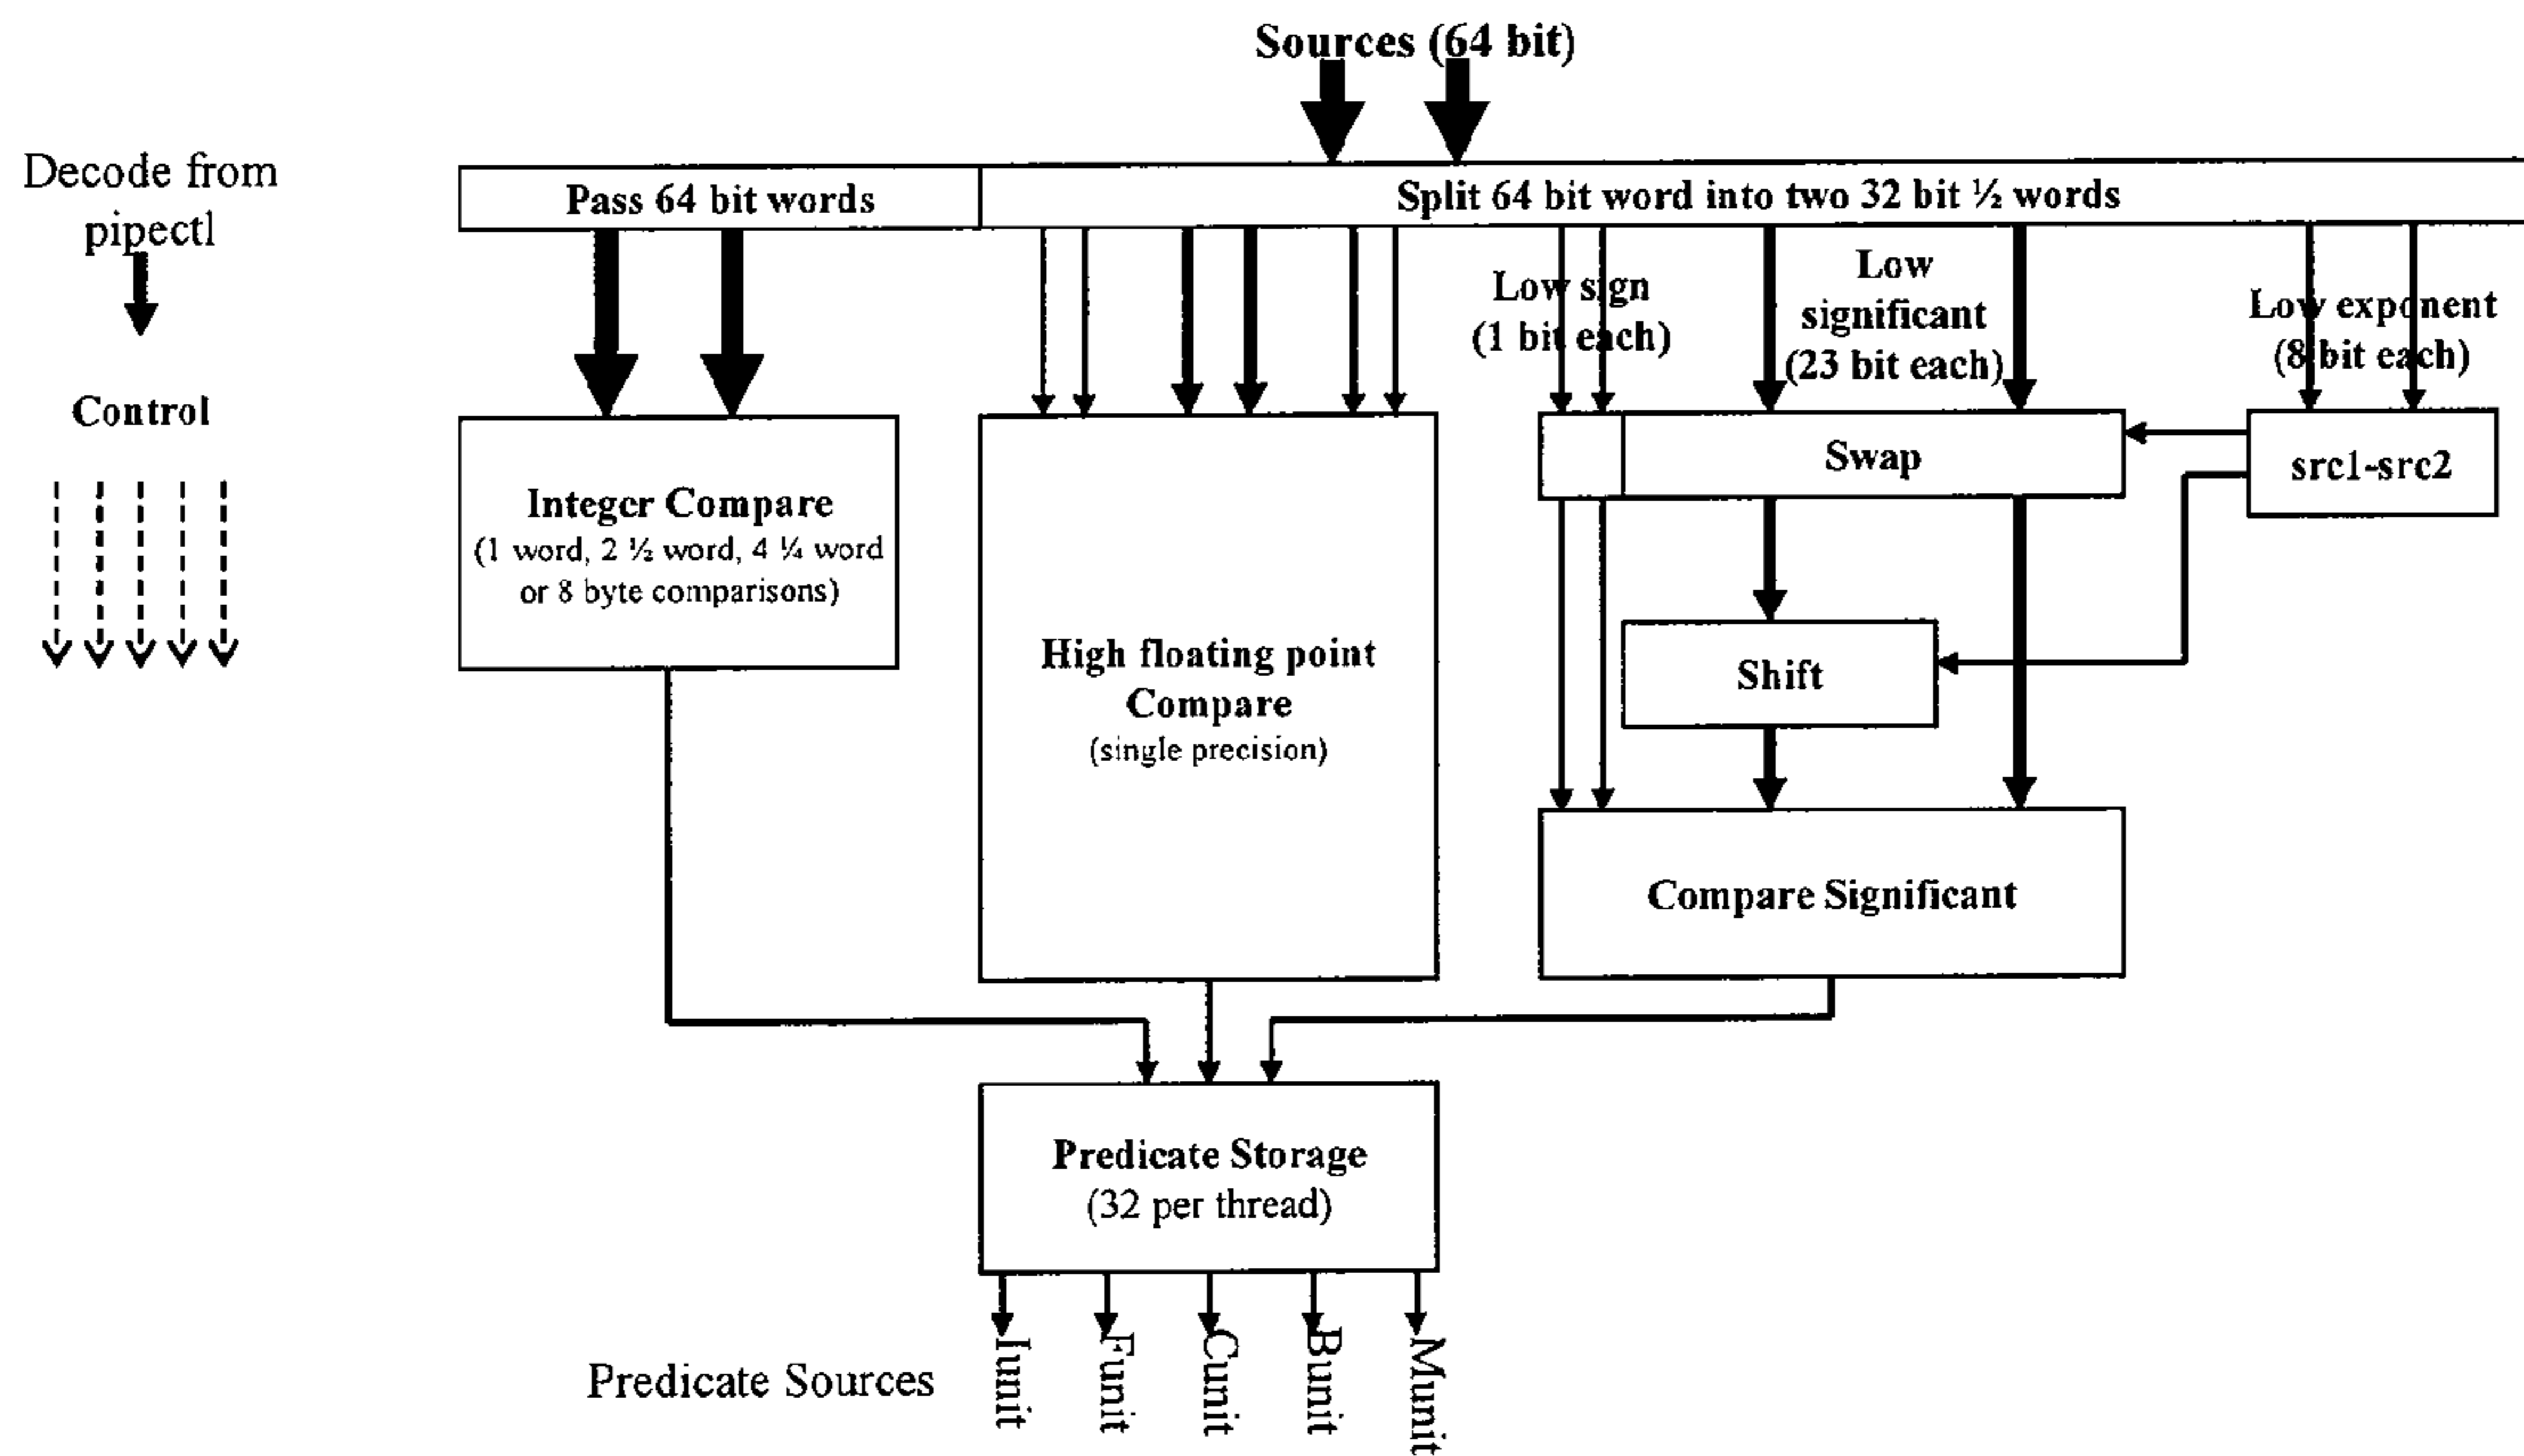 Sources (64 bit)
Decode from
pipectl
Pass 64 bit words
Split 64 bit word into two 32 bit ½ words
Low sign
(1 bit each)
Low
significant
(23 bit each)
Low exponent
(8 bit each)
Control
Integer Compare
(1 word, 2 ½ word, 4 ¼ word
or 8 byte comparisons)
High floating point
Compare
(single precision)
Swap
src1-src2
Shift
Compare Significant
Predicate Storage
(32 per thread)
Predicate Sources
Iunit
Funit
Cunit
Bunit
Munit